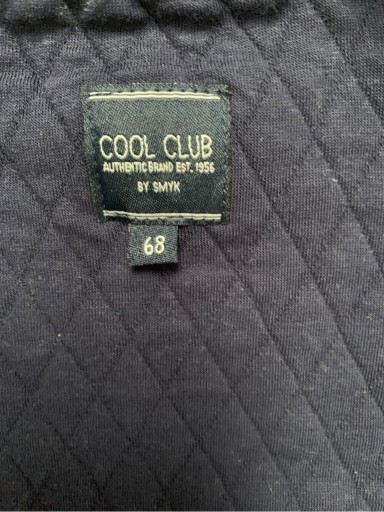 COOL CLUB
AUTHENTIC BRAND EST. 1956
BY SMYK
68